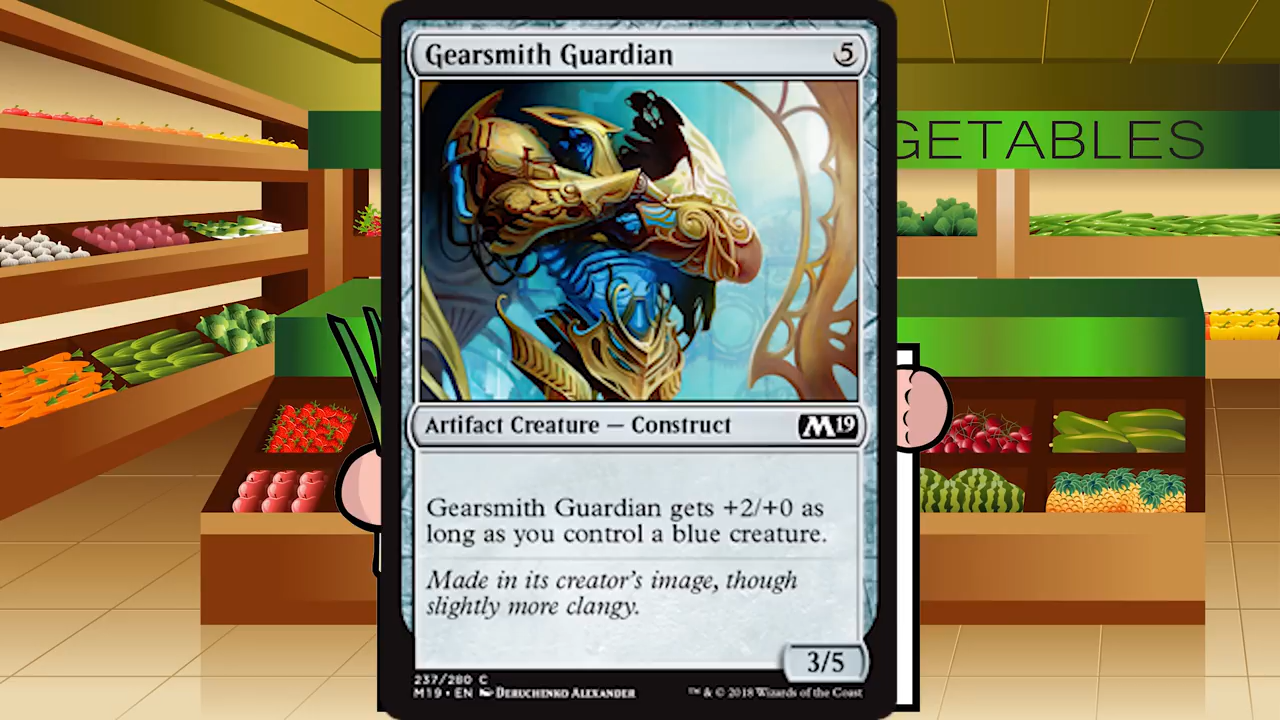 Gearsmith Guardian 5
GETABLES
Artifact Creature — Construct M19
Gearsmith Guardian gets +2/+0 as
long as you control a blue creature.
Made in its creator's image, though
slightly more clangy.
3/5
237/280 C
M19 • EN Deruchenko Alexander ™ & © 2018 Wizards of the Coast